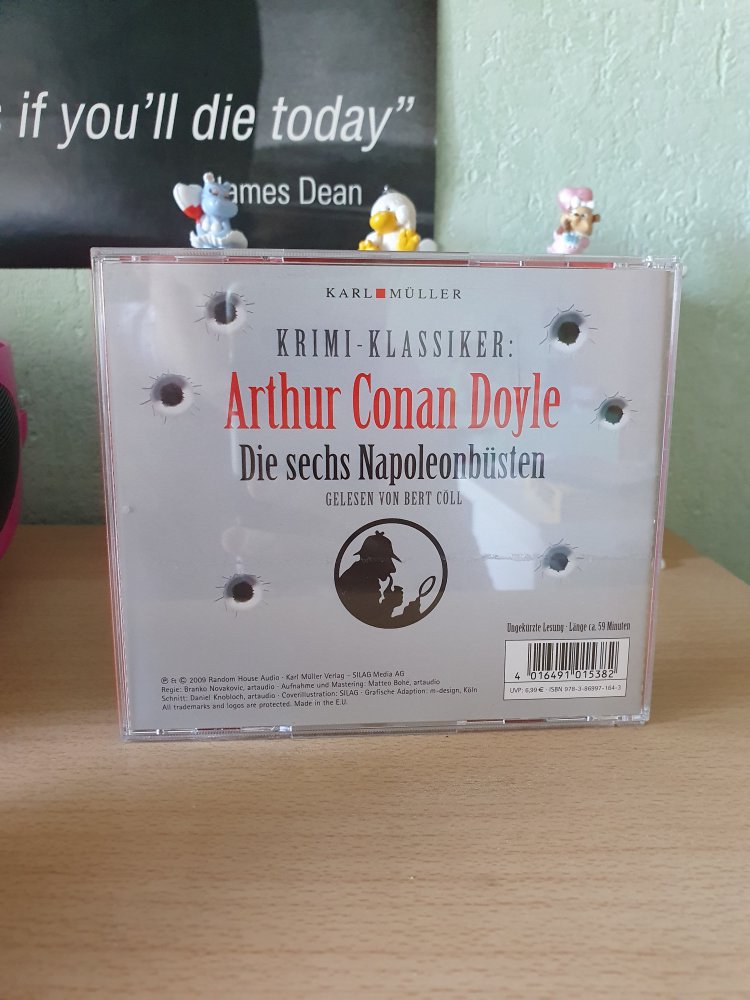 if you'll die today"
James Dean
KARL MÜLLER
KRIMI-KLASSIKER:
Arthur Conan Doyle
Die sechs Napoleonbüsten
GELESEN VON BERT CÖLL
Ungekürzte Lesung · Länge ca. 59 Minuten
4 016491 015382
UVP: 6,99 € · ISBN 978-3-86997-164-3
℗ & © 2009 Random House Audio · Karl Müller Verlag – SILAG Media AG
Regie: Branko Novakovic, artaudio · Aufnahme und Mastering: Matteo Bohé, artaudio
Schnitt: Daniel Knobloch, artaudio · Coverillustration: SILAG · Grafische Adaption: m-design, Köln
All trademarks and logos are protected. Made in the E.U.